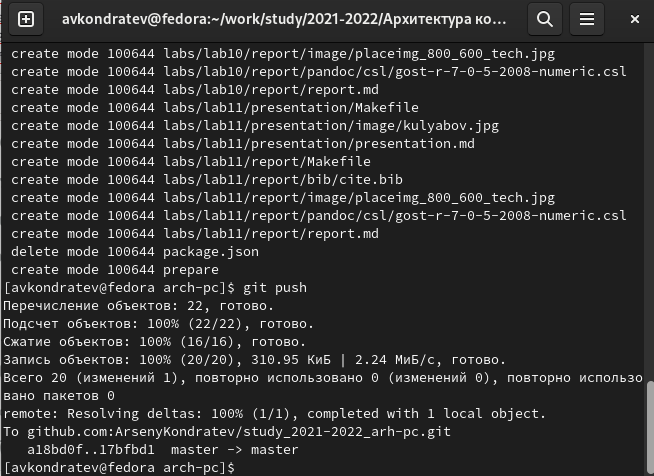 avkondratev@fedora:~/work/study/2021-2022/Архитектура ко...
create mode 100644 labs/lab10/report/image/placeimg_800_600_tech.jpg
create mode 100644 labs/lab10/report/pandoc/csl/gost-r-7-0-5-2008-numeric.csl
create mode 100644 labs/lab10/report/report.md
create mode 100644 labs/lab11/presentation/Makefile
create mode 100644 labs/lab11/presentation/image/kulyabov.jpg
create mode 100644 labs/lab11/presentation/presentation.md
create mode 100644 labs/lab11/report/Makefile
create mode 100644 labs/lab11/report/bib/cite.bib
create mode 100644 labs/lab11/report/image/placeimg_800_600_tech.jpg
create mode 100644 labs/lab11/report/pandoc/csl/gost-r-7-0-5-2008-numeric.csl
create mode 100644 labs/lab11/report/report.md
delete mode 100644 package.json
create mode 100644 prepare
[avkondratev@fedora arch-pc]$ git push
Перечисление объектов: 22, готово.
Подсчет объектов: 100% (22/22), готово.
Сжатие объектов: 100% (16/16), готово.
Запись объектов: 100% (20/20), 310.95 КиБ | 2.24 МиБ/с, готово.
Всего 20 (изменений 1), повторно использовано 0 (изменений 0), повторно использо
вано пакетов 0
remote: Resolving deltas: 100% (1/1), completed with 1 local object.
To github.com:ArsenyKondratev/study_2021-2022_arh-pc.git
a18bd0f..17bfbd1  master -> master
[avkondratev@fedora arch-pc]$